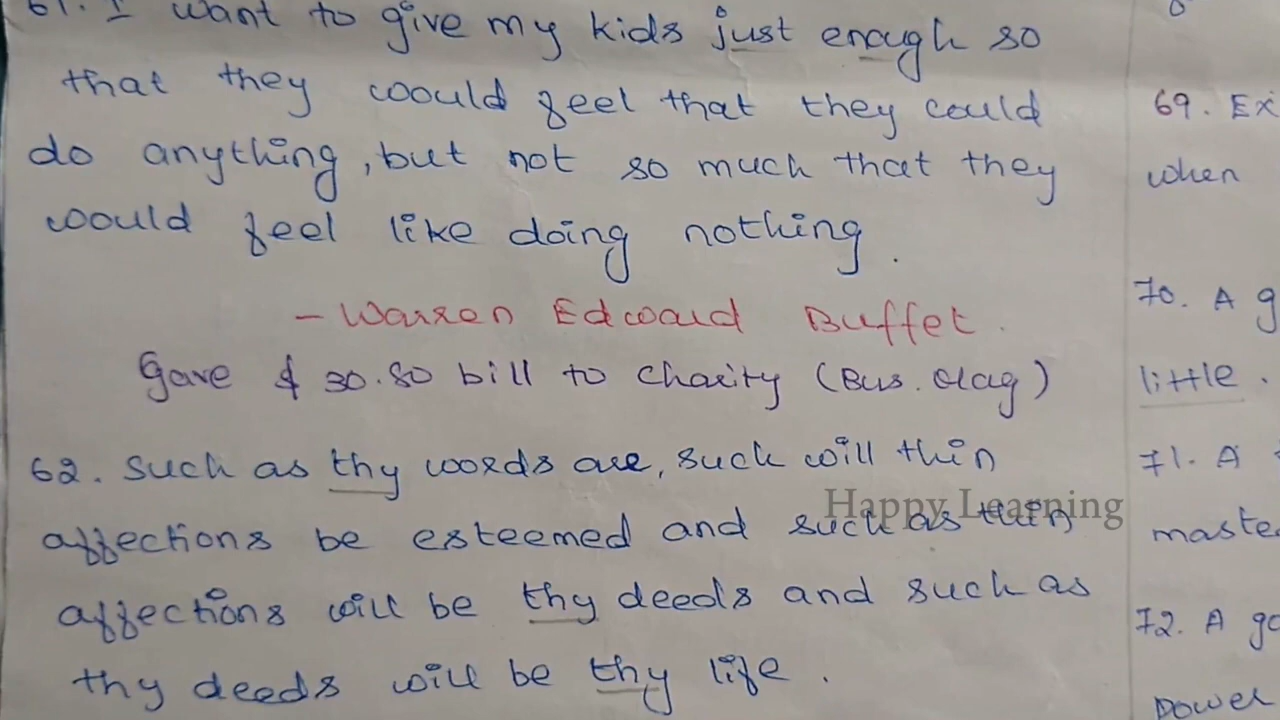 61. I want to give my kids just enough so
that they would feel that they could
do anything, but not so much that they
would feel like doing nothing.
- Warren Edward Buffet.
Gave $ 30.80 bill to charity (Bus. Mag)
62. Such as thy words are, such will thin
affections be esteemed and such as thin
affections will be thy deeds and such as
thy deeds will be thy life.
Happy Learning
69. Ex
when
70. A g
little.
71. A
maste
72. A go
power